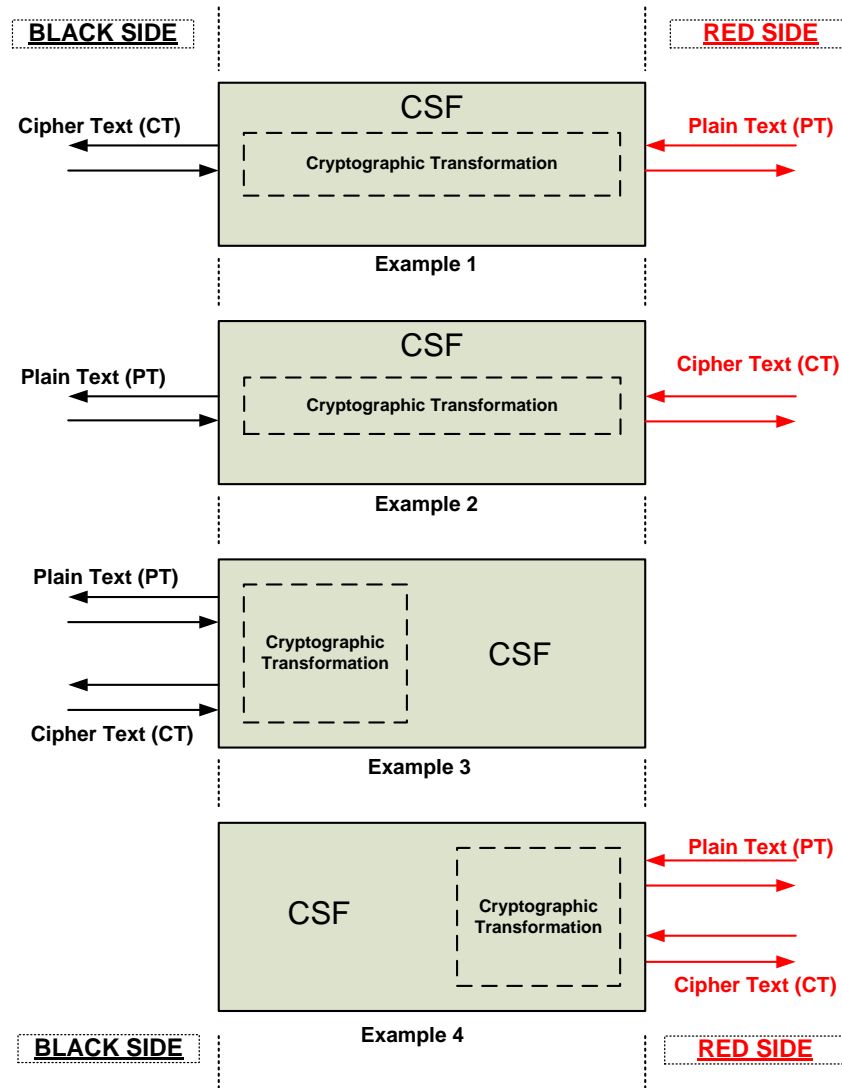 BLACK SIDE
RED SIDE
CSF
Cipher Text (CT)
Plain Text (PT)
Cryptographic Transformation
Example 1
CSF
Plain Text (PT)
Cipher Text (CT)
Cryptographic Transformation
Example 2
Plain Text (PT)
Cryptographic
Transformation
CSF
Cipher Text (CT)
Example 3
Plain Text (PT)
CSF
Cryptographic
Transformation
Cipher Text (CT)
Example 4
BLACK SIDE
RED SIDE